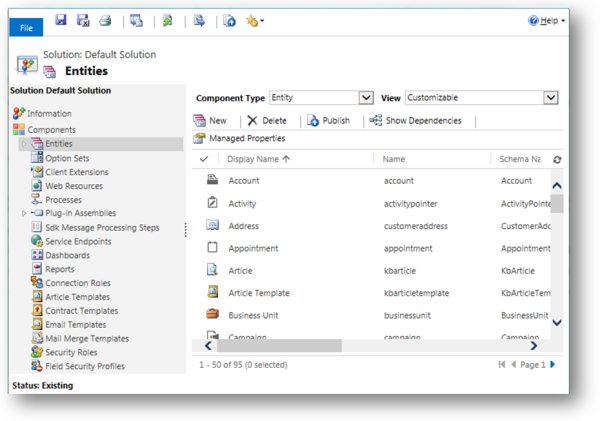 File
Help
Solution: Default Solution
Entities
Solution Default Solution
Information
Components
Entities
Option Sets
Client Extensions
Web Resources
Processes
Plug-in Assemblies
Sdk Message Processing Steps
Service Endpoints
Dashboards
Reports
Connection Roles
Article Templates
Contract Templates
Email Templates
Mail Merge Templates
Security Roles
Field Security Profiles
Component Type Entity View Customizable
New Delete Publish Show Dependencies
Managed Properties
Display Name Name Schema Na
Account account Account
Activity activitypointer ActivityPointe
Address customeraddress CustomerAdd
Appointment appointment Appointment
Article kbarticle KbArticle
Article Template kbarticletemplate KbArticleTem
Business Unit businessunit BusinessUnit
Campaign campaign Campaign
1 - 50 of 95 (0 selected) Page 1
Status: Existing